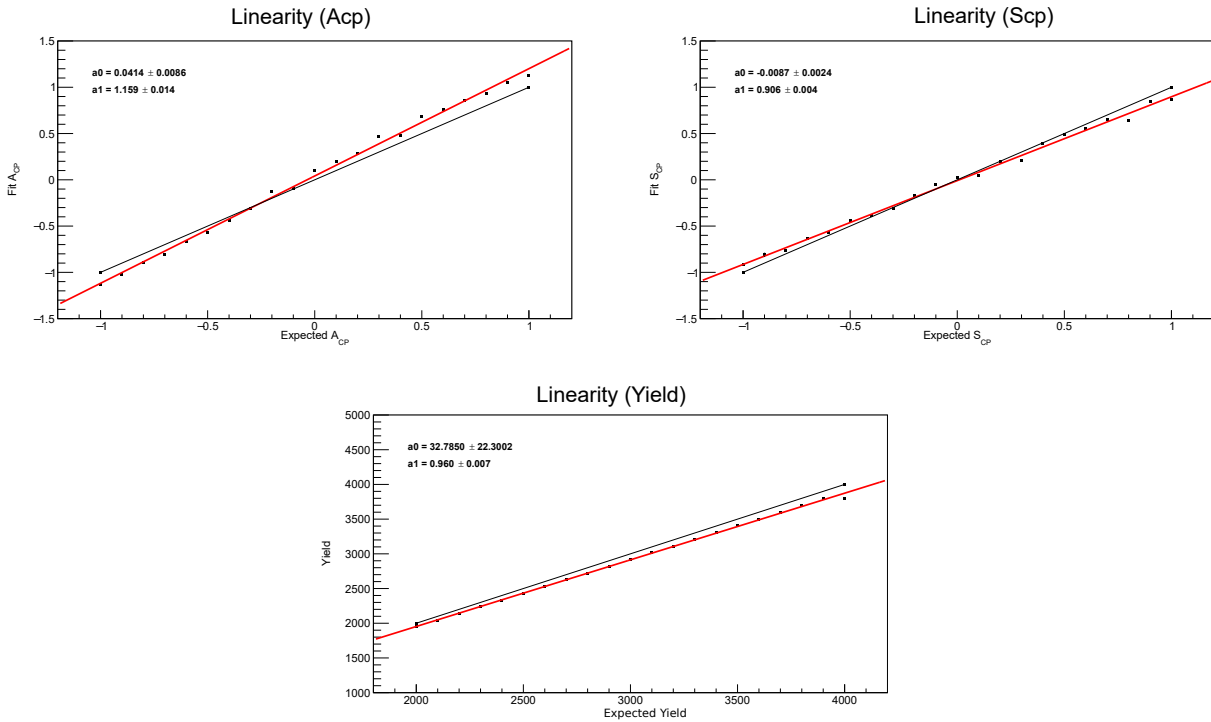 Linearity (Acp)
a0 = 0.0414 ± 0.0086
a1 = 1.159 ± 0.014
Fit A_CP
1.5
1
0.5
0
−0.5
−1
−1.5
−1 −0.5 0 0.5 1
Expected A_CP
Linearity (Scp)
a0 = -0.0087 ± 0.0024
a1 = 0.906 ± 0.004
Fit S_CP
1.5
1
0.5
0
−0.5
−1
−1.5
−1 −0.5 0 0.5 1
Expected S_CP
Linearity (Yield)
a0 = 32.7850 ± 22.3002
a1 = 0.960 ± 0.007
Yield
5000
4500
4000
3500
3000
2500
2000
1500
1000
2000 2500 3000 3500 4000
Expected Yield